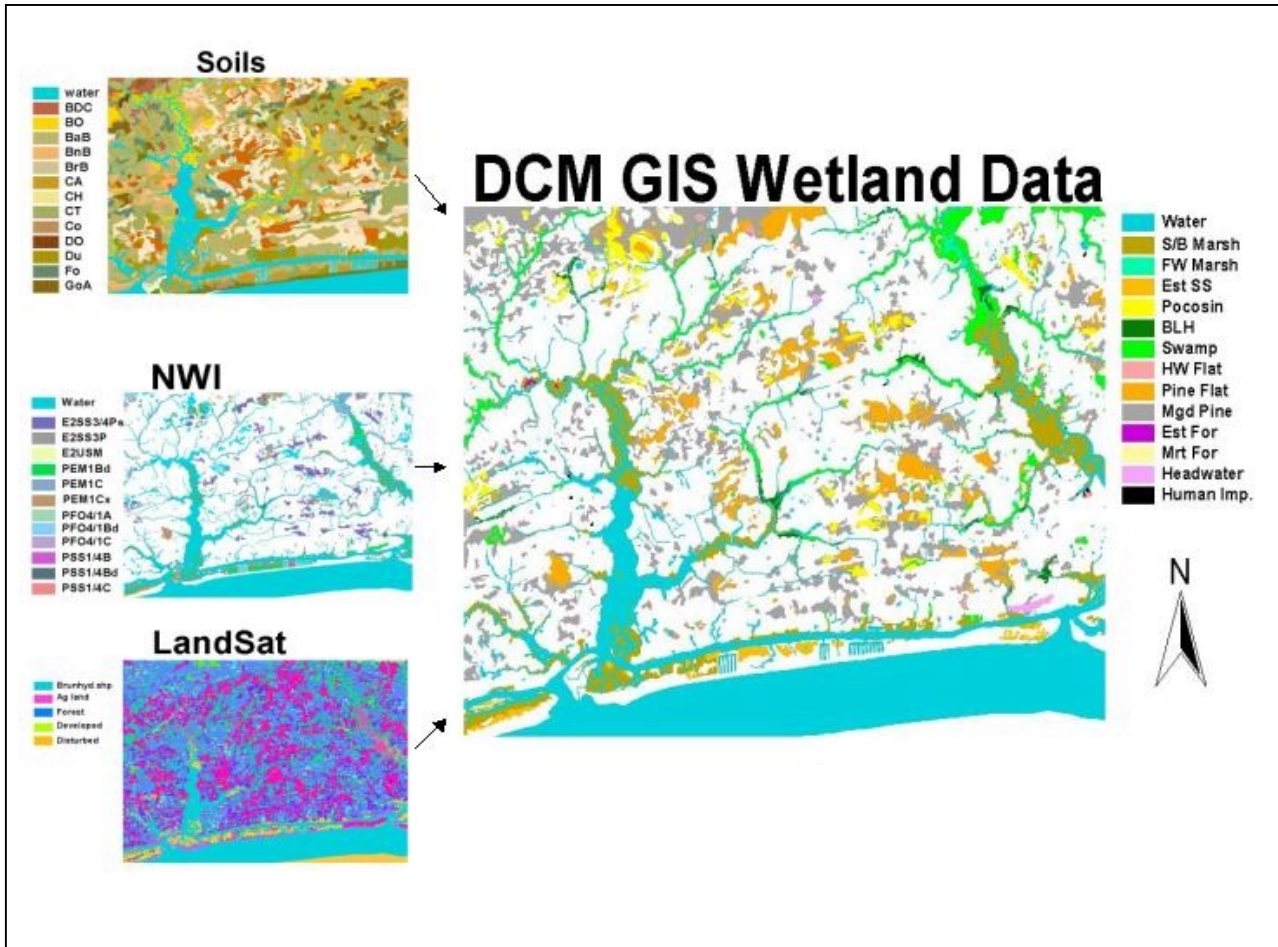 Soils
water
BDC
BO
BaB
BnB
BrB
CA
CH
CT
Co
DO
Du
Fo
GoA
NWI
Water
E2SS3/4Ps
E2SS3P
E2USM
PEM1Bd
PEM1C
PEM1Cx
PFO4/1A
PFO4/1Bd
PFO4/1C
PSS1/4B
PSS1/4Bd
PSS1/4C
LandSat
Brunhyd.shp
Ag land
Forest
Developed
Disturbed
DCM GIS Wetland Data
Water
S/B Marsh
FW Marsh
Est SS
Pocosin
BLH
Swamp
HW Flat
Pine Flat
Mgd Pine
Est For
Mrt For
Headwater
Human Imp.
N